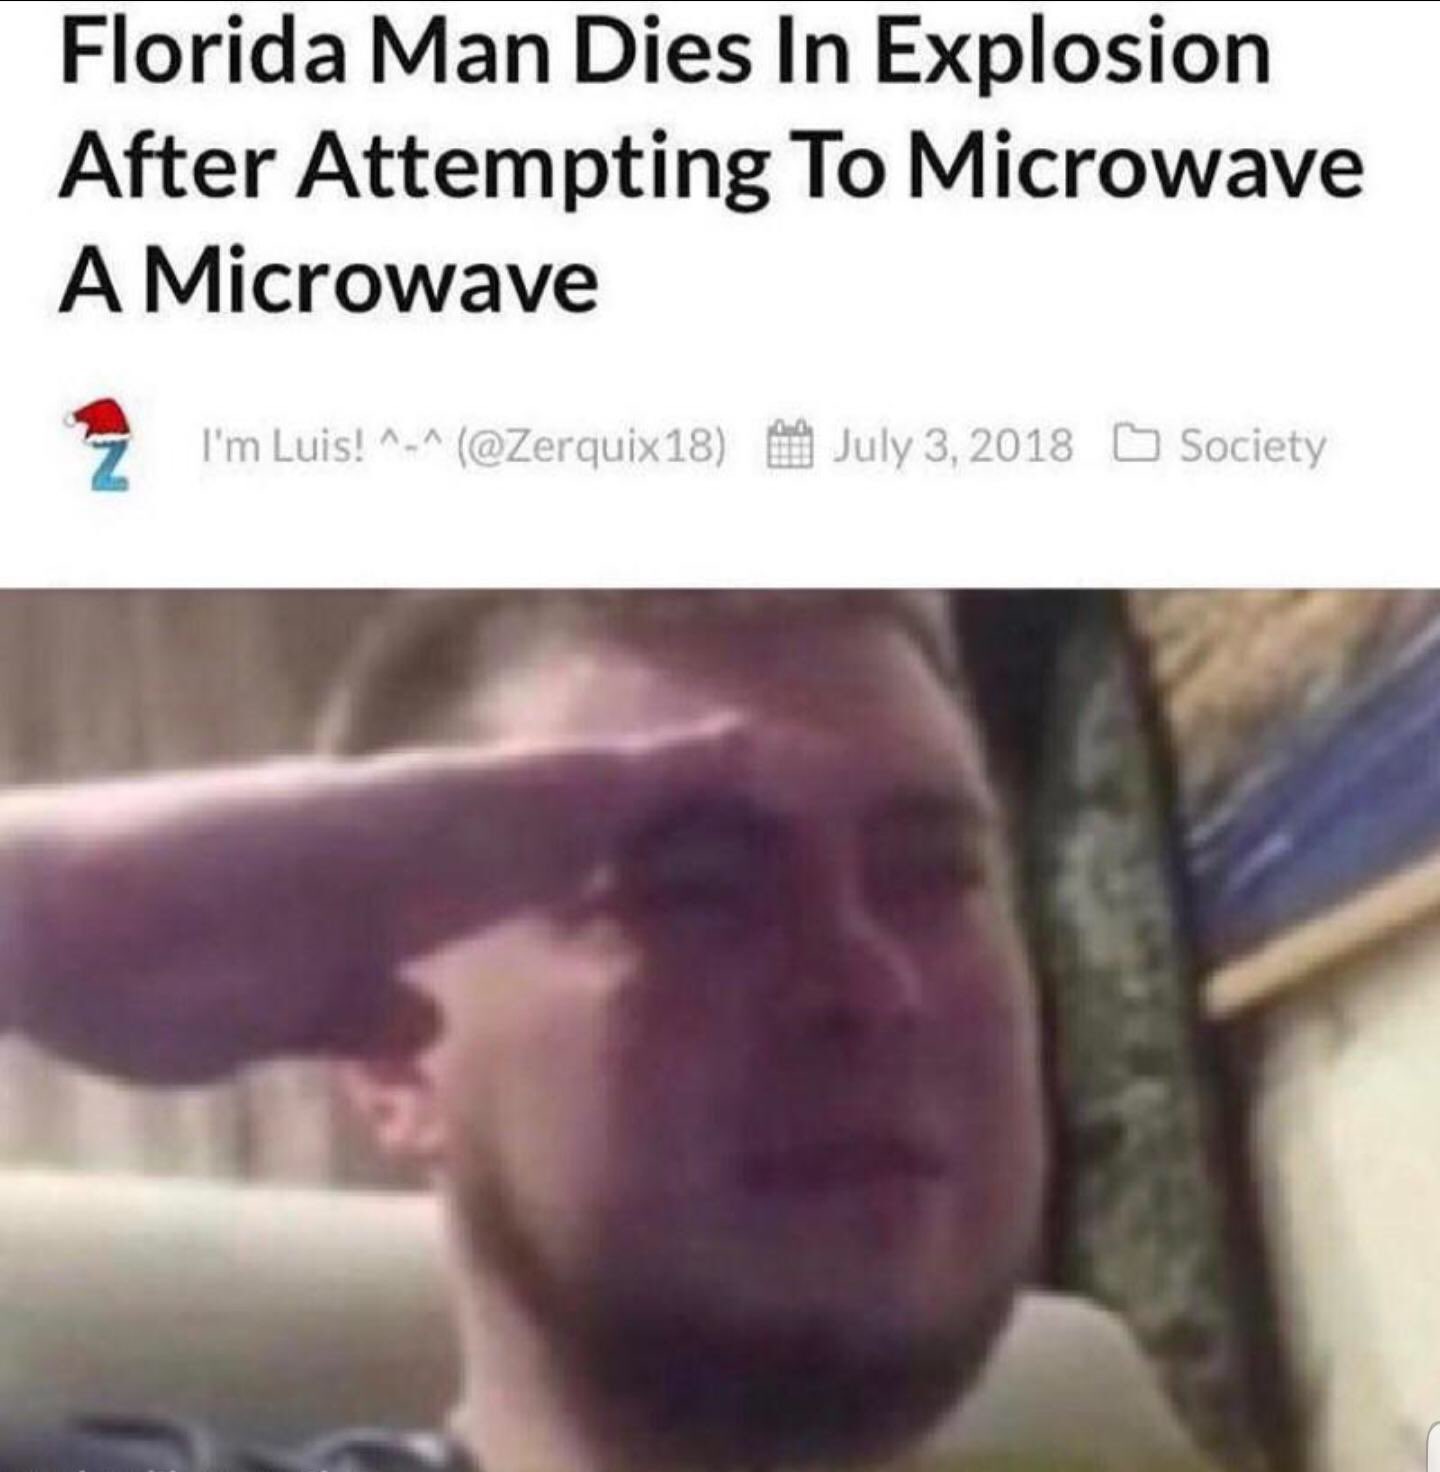 Florida Man Dies In Explosion
After Attempting To Microwave
A Microwave
Z I'm Luis! ^-^ (@Zerquix18) July 3, 2018 Society